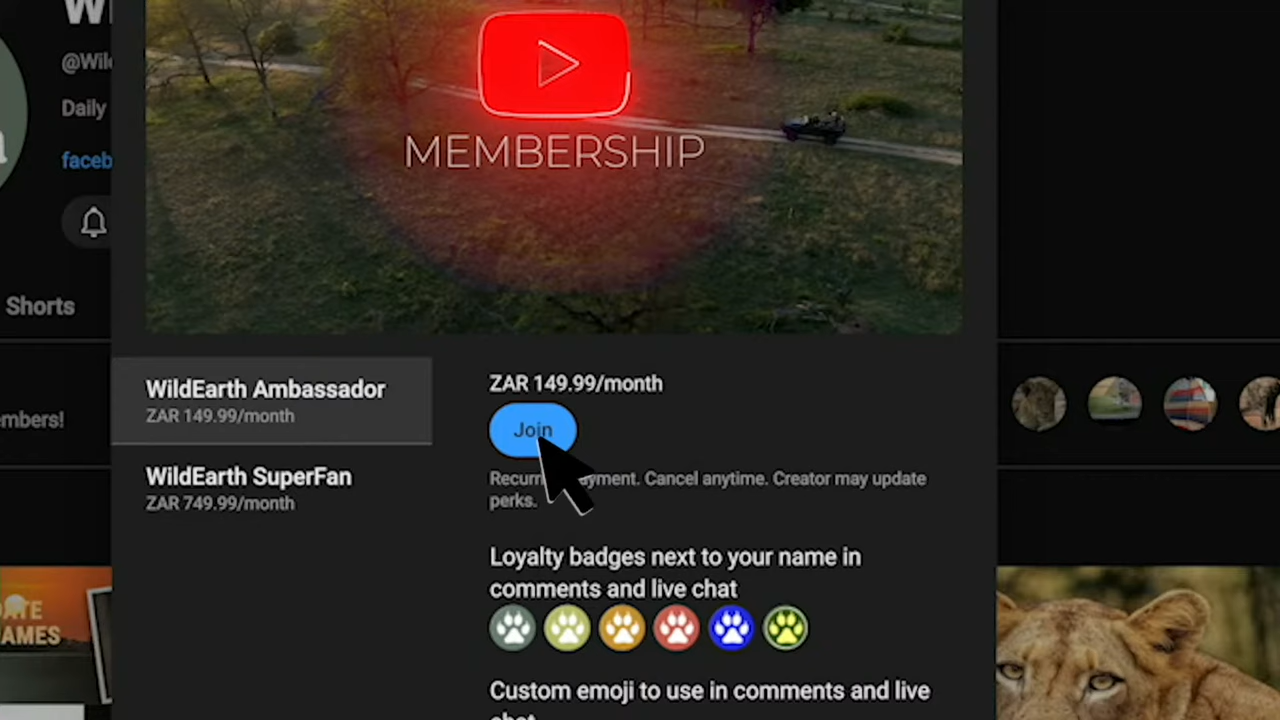 @Wil
Daily
faceb
MEMBERSHIP
Shorts
WildEarth Ambassador
ZAR 149.99/month
ZAR 149.99/month
Join
embers!
WildEarth SuperFan
ZAR 749.99/month
payment. Cancel anytime. Creator may update
perks.
Loyalty badges next to your name in
comments and live chat
AMES
Custom emoji to use in comments and live
chat